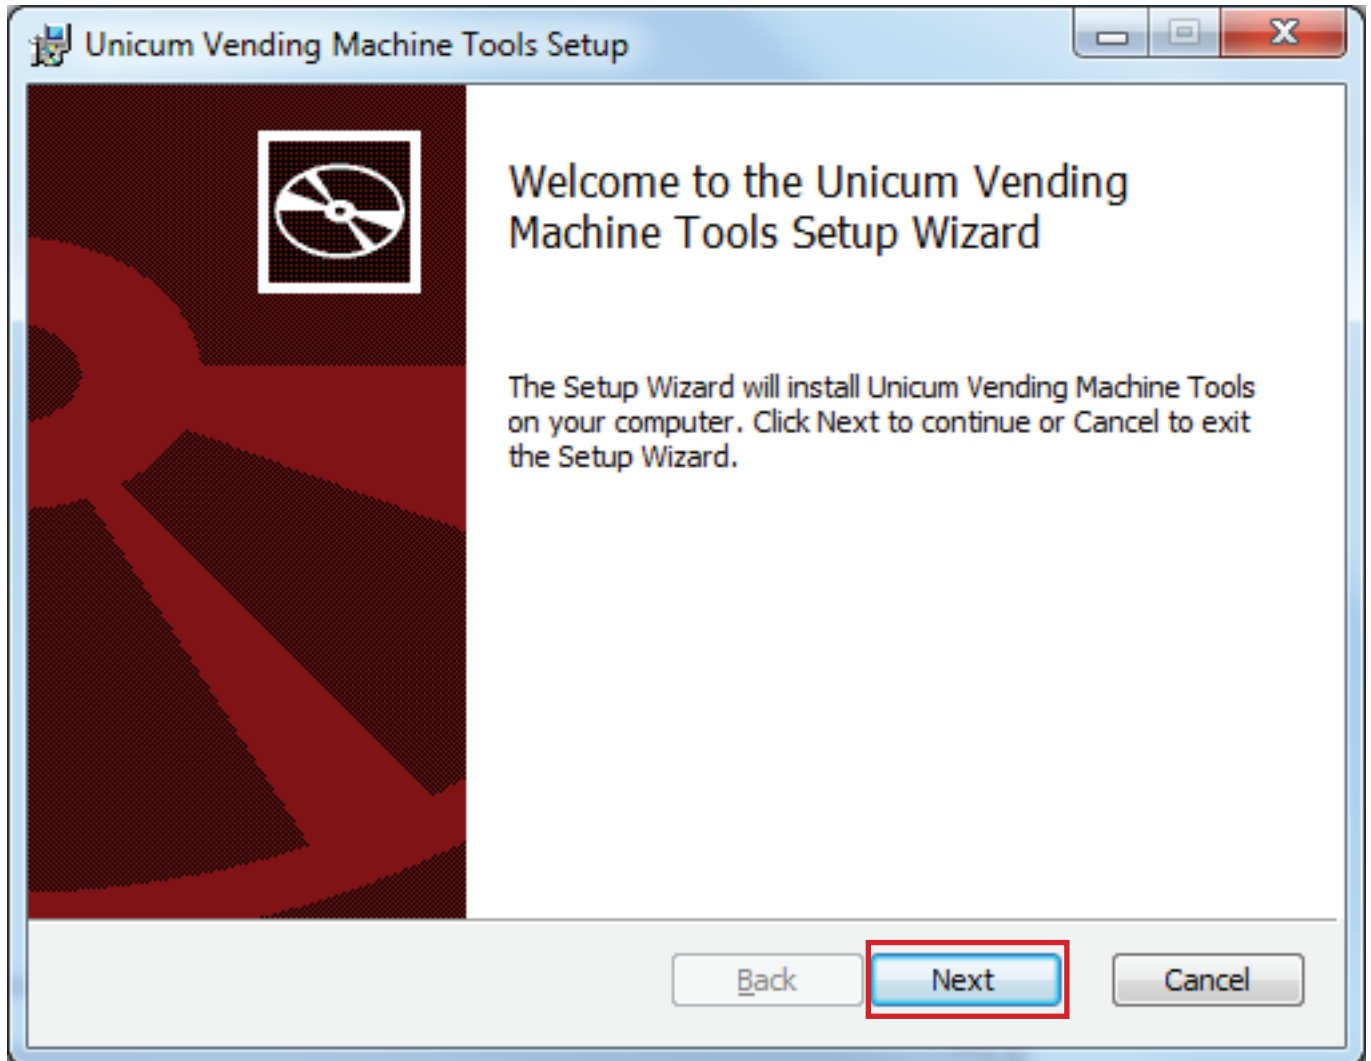 Unicum Vending Machine Tools Setup
Welcome to the Unicum Vending
Machine Tools Setup Wizard
The Setup Wizard will install Unicum Vending Machine Tools
on your computer. Click Next to continue or Cancel to exit
the Setup Wizard.
Back
Next
Cancel